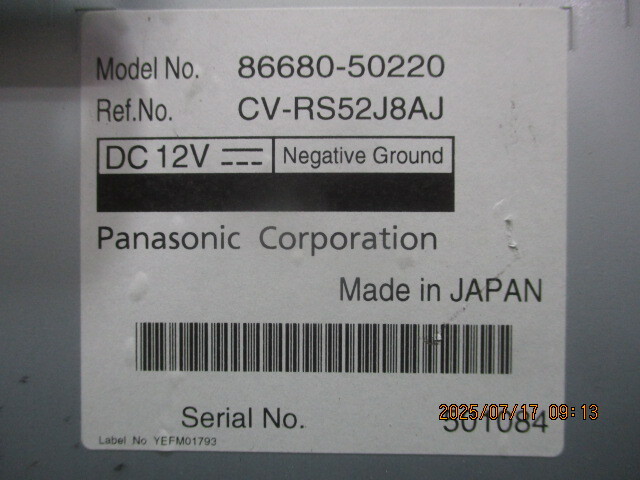 Model No. 86680-50220
Ref.No. CV-RS52J8AJ
DC 12V Negative Ground
Panasonic Corporation
Made in JAPAN
Serial No. 501084
2025/07/17 09:13
Label No YEFM01793